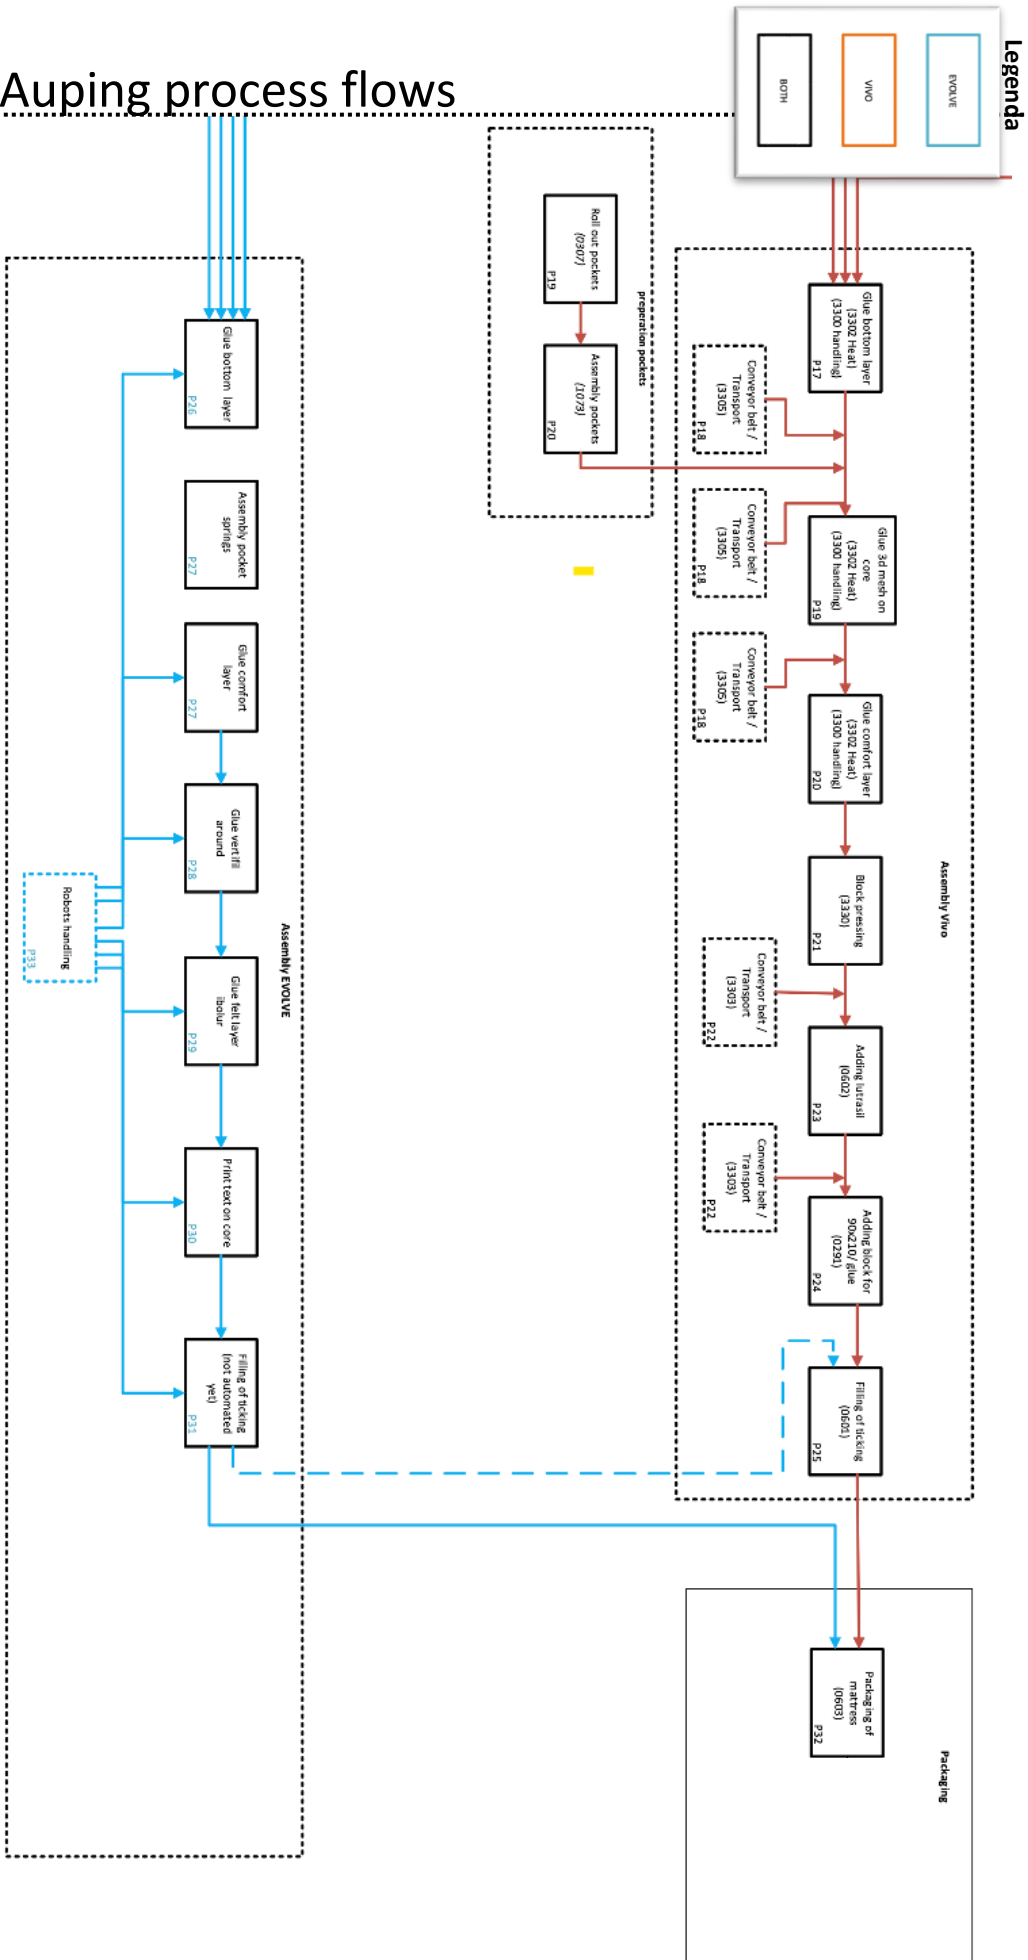 Auping process flows
Legenda
EVOLVE
VIVO
BOTH
Assembly Vivo
Glue bottom layer
(3302 Heat)
(3300 handling)
P17
Conveyor belt /
Transport
(3305)
P18
Glue 3d mesh on
core
(3302 Heat)
(3300 handling)
P19
Conveyor belt /
Transport
(3305)
P18
Glue comfort layer
(3302 Heat)
(3300 handling)
P20
Conveyor belt /
Transport
(3305)
P18
Block pressing
(3330)
P21
Conveyor belt /
Transport
(3303)
P22
Adding lutrasil
(0602)
P23
Conveyor belt /
Transport
(3303)
P22
Adding block for
90x210/ glue
(0291)
P24
Filling of ticking
(0601)
P25
Packaging
Packaging of
mattress
(0603)
P32
preperation pockets
Roll out pockets
(0307)
P19
Assembly pockets
(1073)
P20
Assembly EVOLVE
Glue bottom layer
P26
Assembly pocket
springs
P27
Glue comfort
layer
P27
Glue vertifil
around
P28
Glue felt layer
ibolur
P29
Print text on core
P30
Filling of ticking
(not automated
yet)
P31
Robots handling
P33